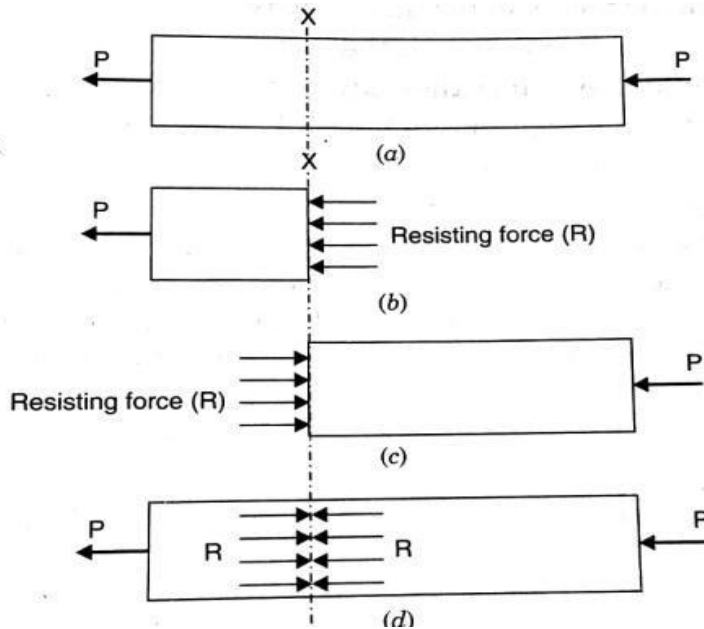 X
P P
(a)
X
P
Resisting force (R)
(b)
P
Resisting force (R)
(c)
P
R R
(d)